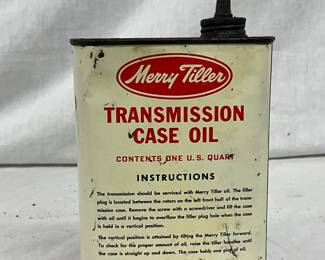 Merry Tiller
TRANSMISSION
CASE OIL
CONTENTS ONE U.S. QUART
INSTRUCTIONS
The transmission should be serviced with Merry Tiller oil. The filler
plug is located between the rotors on the left front half of the trans-
mission case. Remove the screw with a screwdriver and fill the case
with oil until it begins to overflow the filler plug hole when the case
is held in a vertical position.
The vertical position is attained by tilting the Merry Tiller forward.
To check for the proper amount of oil, raise the tiller handles until
the case is straight up and down. The case holds one pint of oil.